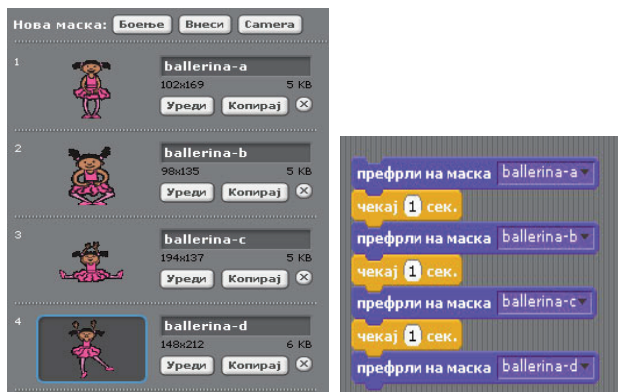 Нова маска: Боење Внеси Camera
1
ballerina-a
102x169 5 KB
Уреди Копирај
2
ballerina-b
98x135 5 KB
Уреди Копирај
3
ballerina-c
194x137 5 KB
Уреди Копирај
4
ballerina-d
148x212 6 KB
Уреди Копирај
префрли на маска ballerina-a
чекај 1 сек.
префрли на маска ballerina-b
чекај 1 сек.
префрли на маска ballerina-c
чекај 1 сек.
префрли на маска ballerina-d